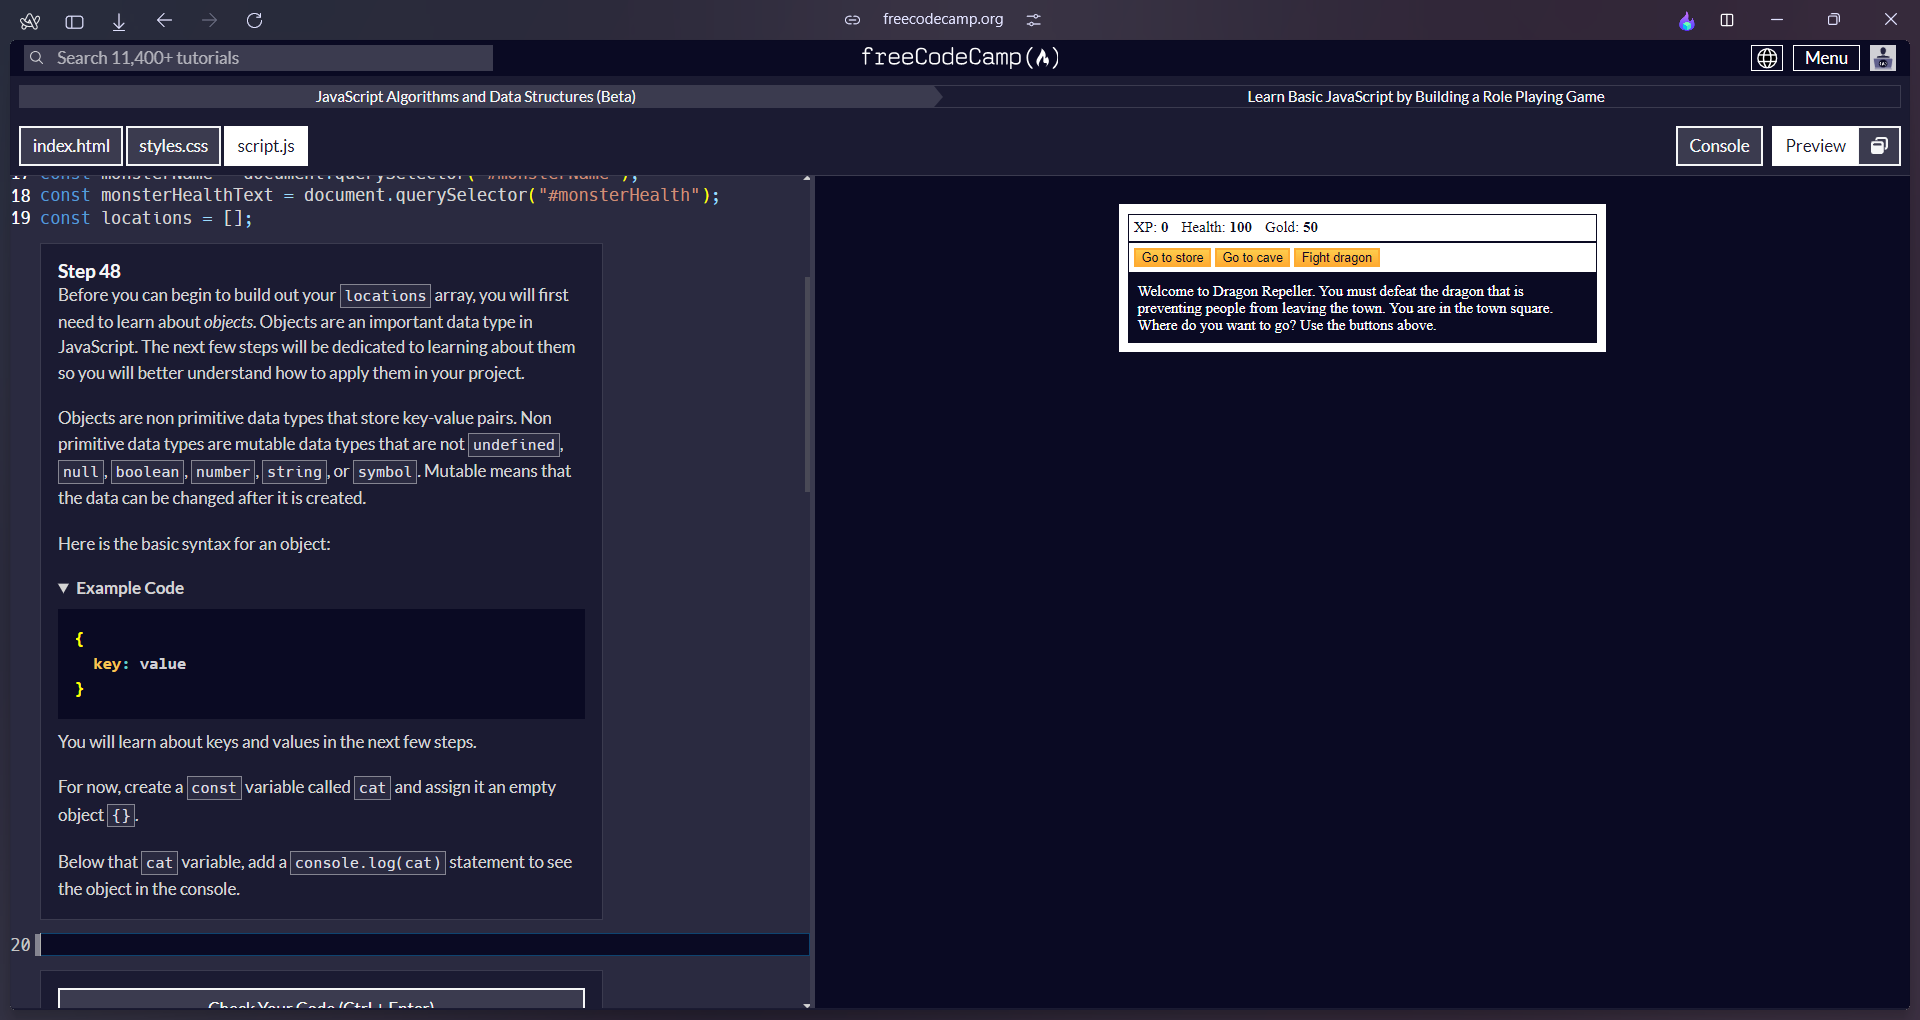 freecodecamp.org
Search 11,400+ tutorials
freeCodeCamp(🔥)
Menu
JavaScript Algorithms and Data Structures (Beta)
Learn Basic JavaScript by Building a Role Playing Game
index.html
styles.css
script.js
Console
Preview
17 const monsterName = document.querySelector("#monsterName");
18 const monsterHealthText = document.querySelector("#monsterHealth");
19 const locations = [];
Step 48
Before you can begin to build out your locations array, you will first
need to learn about objects. Objects are an important data type in
JavaScript. The next few steps will be dedicated to learning about them
so you will better understand how to apply them in your project.
Objects are non primitive data types that store key-value pairs. Non
primitive data types are mutable data types that are not undefined,
null, boolean, number, string, or symbol. Mutable means that
the data can be changed after it is created.
Here is the basic syntax for an object:
▼ Example Code
{
key: value
}
You will learn about keys and values in the next few steps.
For now, create a const variable called cat and assign it an empty
object {}.
Below that cat variable, add a console.log(cat) statement to see
the object in the console.
20
Check Your Code (Ctrl + Enter)
XP: 0 Health: 100 Gold: 50
Go to store
Go to cave
Fight dragon
Welcome to Dragon Repeller. You must defeat the dragon that is
preventing people from leaving the town. You are in the town square.
Where do you want to go? Use the buttons above.